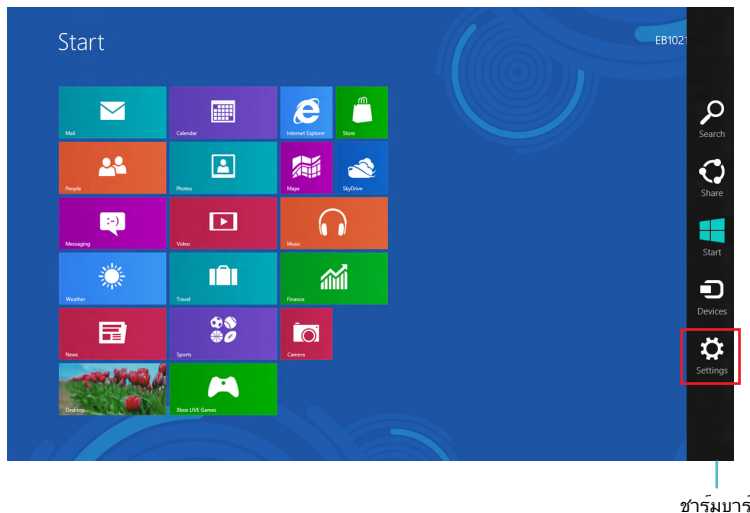 Start
EB1021
Mail
Calendar
Internet Explorer
Store
People
Photos
Maps
SkyDrive
Messaging
Video
Music
Weather
Travel
Finance
News
Sports
Camera
Desktop
Xbox LIVE Games
Search
Share
Start
Devices
Settings
ชาร์มบาร์